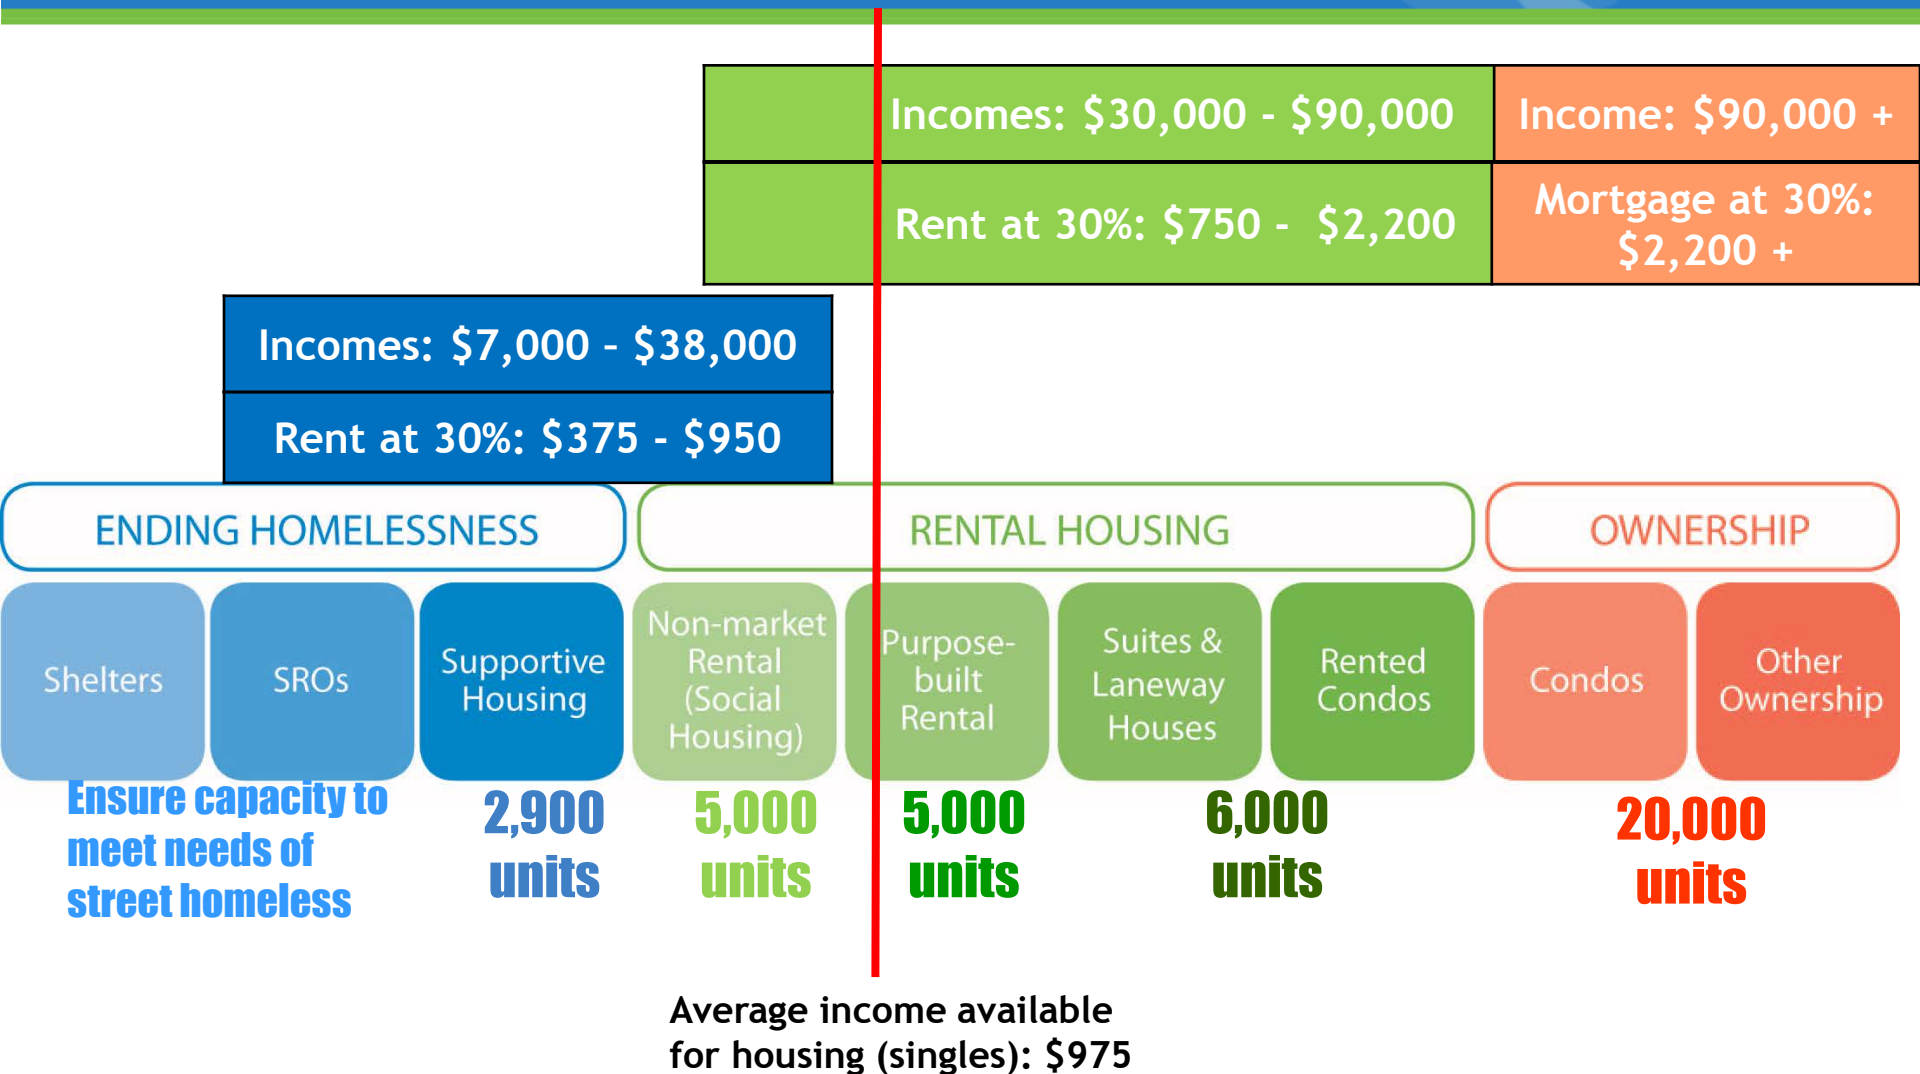 Incomes: $30,000 - $90,000
Income: $90,000 +
Rent at 30%: $750 - $2,200
Mortgage at 30%:
$2,200 +
Incomes: $7,000 – $38,000
Rent at 30%: $375 - $950
ENDING HOMELESSNESS
RENTAL HOUSING
OWNERSHIP
Shelters
SROs
Supportive
Housing
Non-market
Rental
(Social
Housing)
Purpose-
built
Rental
Suites &
Laneway
Houses
Rented
Condos
Condos
Other
Ownership
Ensure capacity to
meet needs of
street homeless
2,900
units
5,000
units
5,000
units
6,000
units
20,000
units
Average income available
for housing (singles): $975